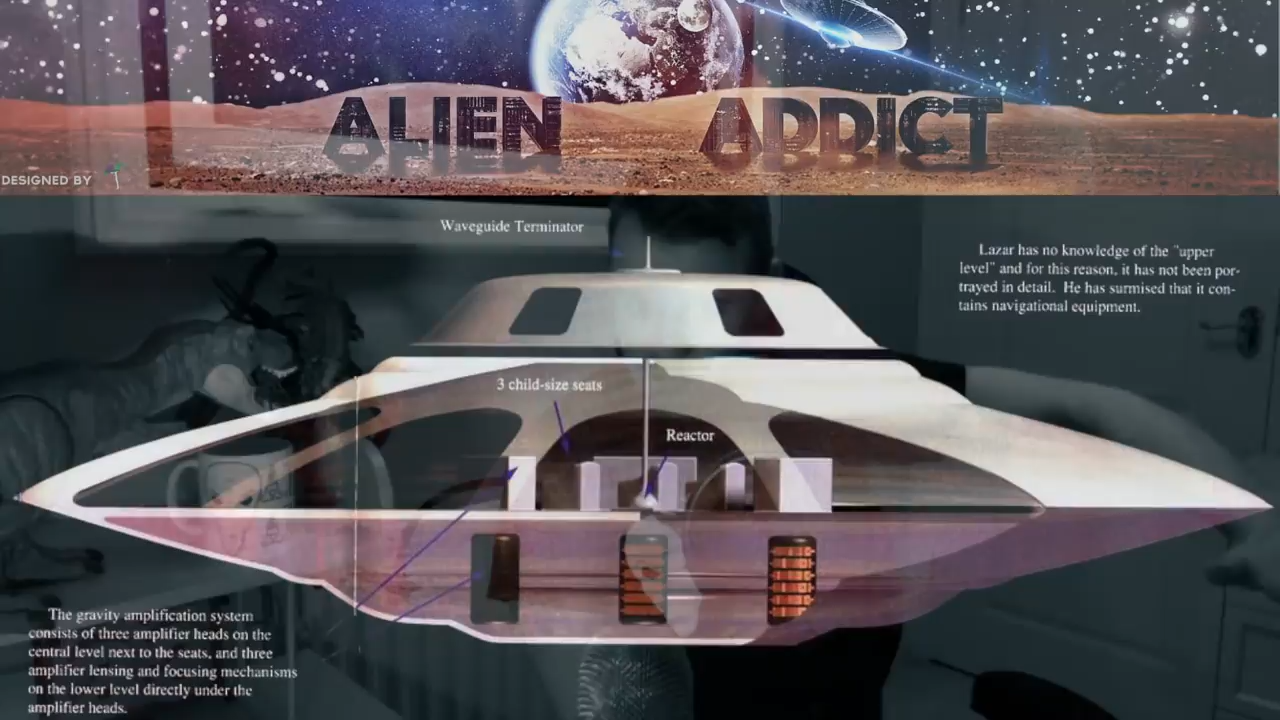 ALIEN ADDICT
DESIGNED BY
Waveguide Terminator
Lazar has no knowledge of the "upper
level" and for this reason, it has not been por-
trayed in detail. He has surmised that it con-
tains navigational equipment.
3 child-size seats
Reactor
The gravity amplification system
consists of three amplifier heads on the
central level next to the seats, and three
amplifier lensing and focusing mechanisms
on the lower level directly under the
amplifier heads.